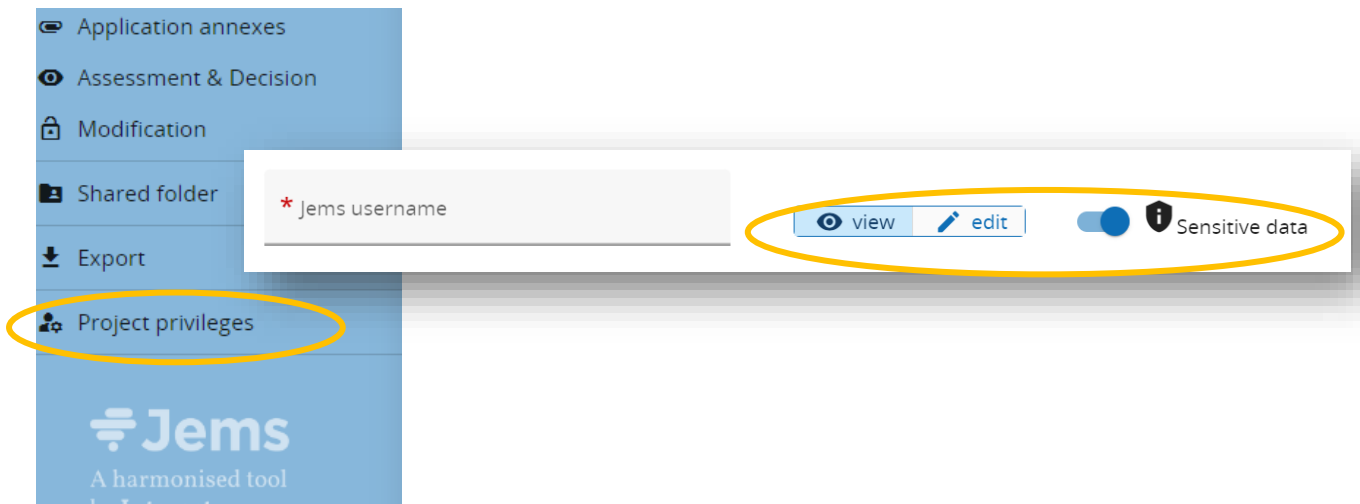 Application annexes
Assessment & Decision
Modification
Shared folder
* Jems username
view
edit
Sensitive data
Export
Project privileges
Jems
A harmonised tool